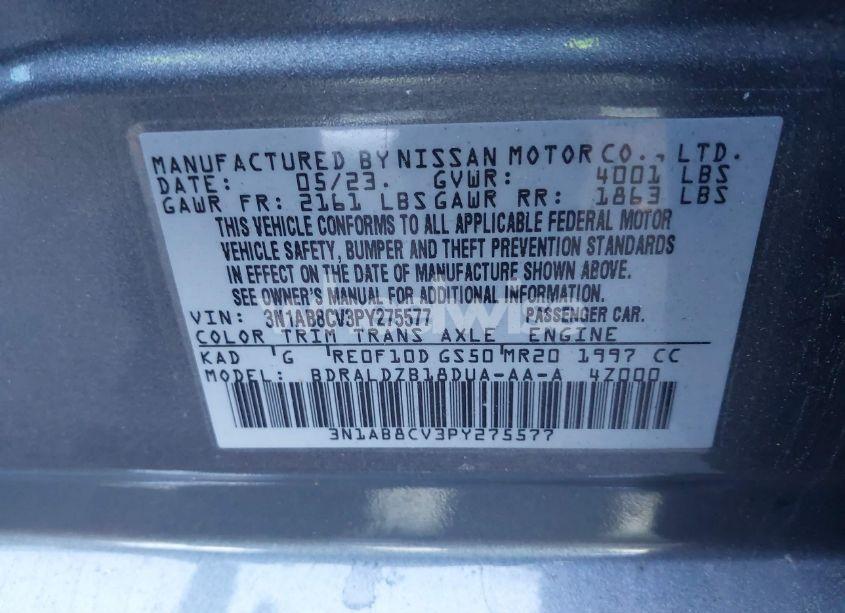 MANUFACTURED BY NISSAN MOTOR CO., LTD.
DATE: 05/23. GVWR: 4001 LBS
GAWR FR: 2161 LBS GAWR RR: 1863 LBS
THIS VEHICLE CONFORMS TO ALL APPLICABLE FEDERAL MOTOR
VEHICLE SAFETY, BUMPER AND THEFT PREVENTION STANDARDS
IN EFFECT ON THE DATE OF MANUFACTURE SHOWN ABOVE.
SEE OWNER'S MANUAL FOR ADDITIONAL INFORMATION.
VIN: 3N1AB8CV3PY275577 PASSENGER CAR.
COLOR TRIM TRANS AXLE ENGINE
KAD G RE0F10D GS50 MR20 1997 CC
MODEL: BDRALDZB18DUA-AA-A 4Z000
3N1AB8CV3PY275577